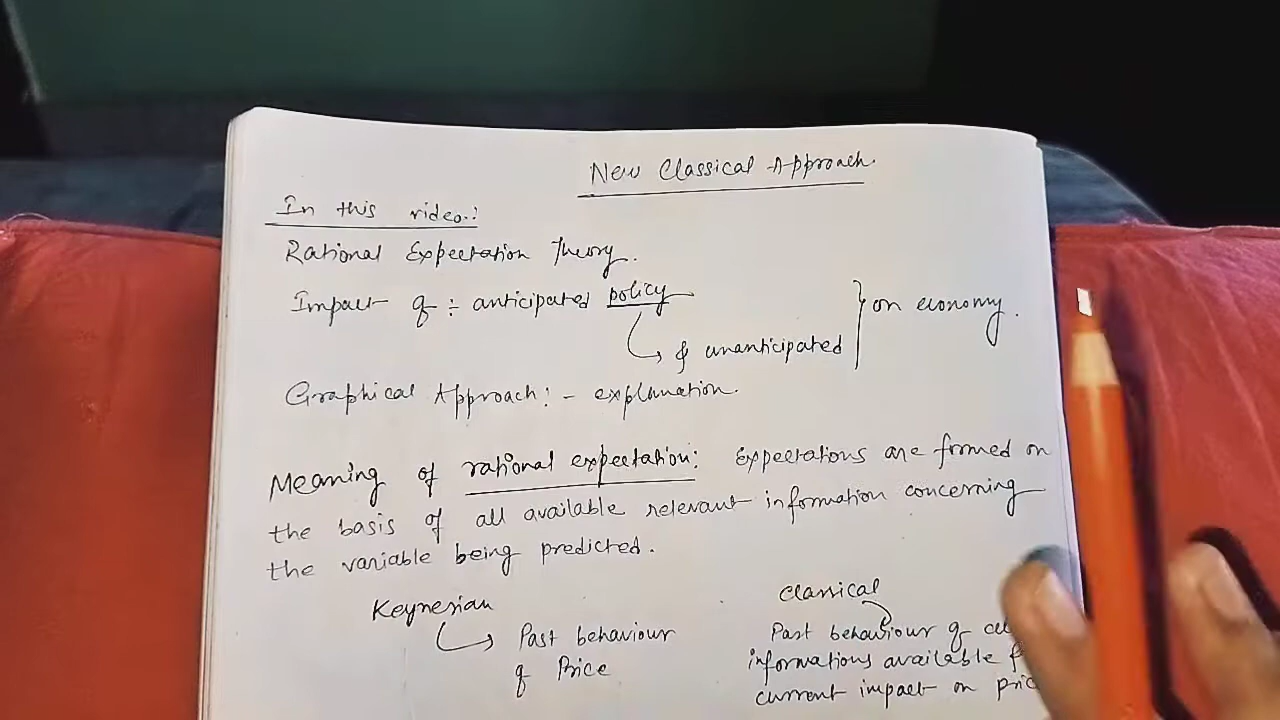 New Classical Approach.
In this video:
Rational Expectation Theory.
Impact of : anticipated policy
& unanticipated } on economy.
Graphical Approach: - explanation.
Meaning of rational expectation: Expectations are formed on
the basis of all available relevant information concerning
the variable being predicted.
Keynesian
Past behaviour
of Price
Classical
Past behaviour of
informations available
current impact on